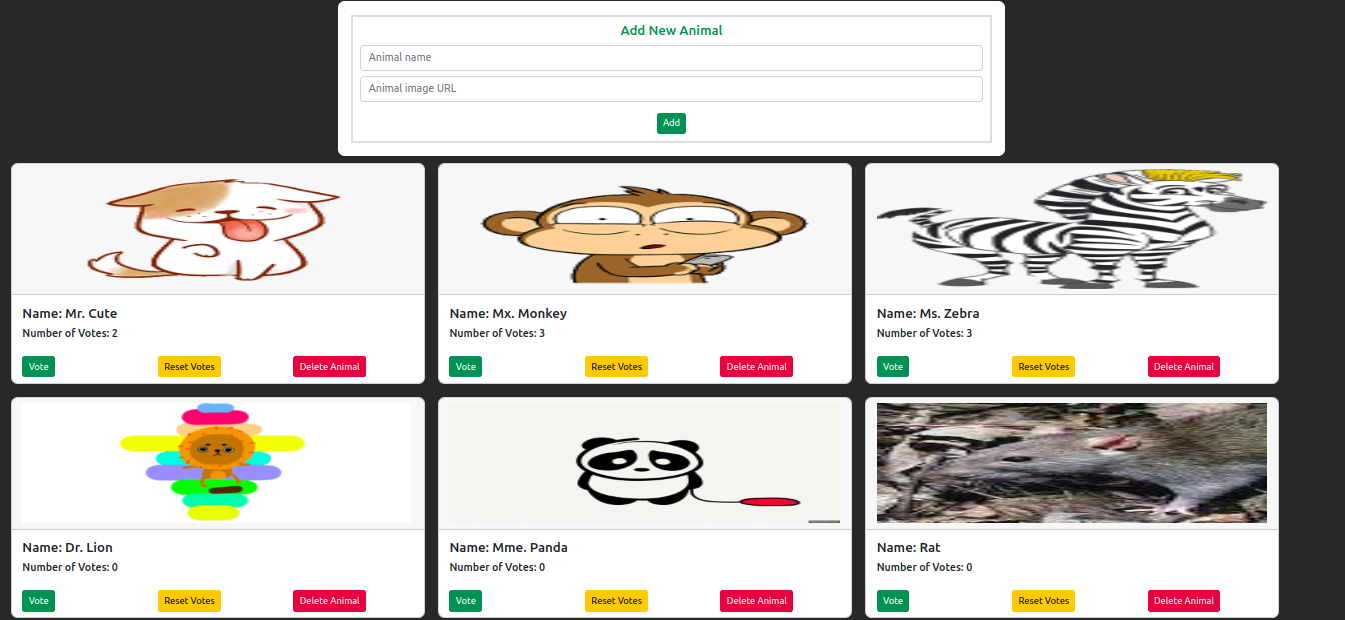 Add New Animal
Animal name
Animal image URL
Add
Name: Mr. Cute
Number of Votes: 2
Vote Reset Votes Delete Animal
Name: Mx. Monkey
Number of Votes: 3
Vote Reset Votes Delete Animal
Name: Ms. Zebra
Number of Votes: 3
Vote Reset Votes Delete Animal
Name: Dr. Lion
Number of Votes: 0
Vote Reset Votes Delete Animal
Name: Mme. Panda
Number of Votes: 0
Vote Reset Votes Delete Animal
Name: Rat
Number of Votes: 0
Vote Reset Votes Delete Animal